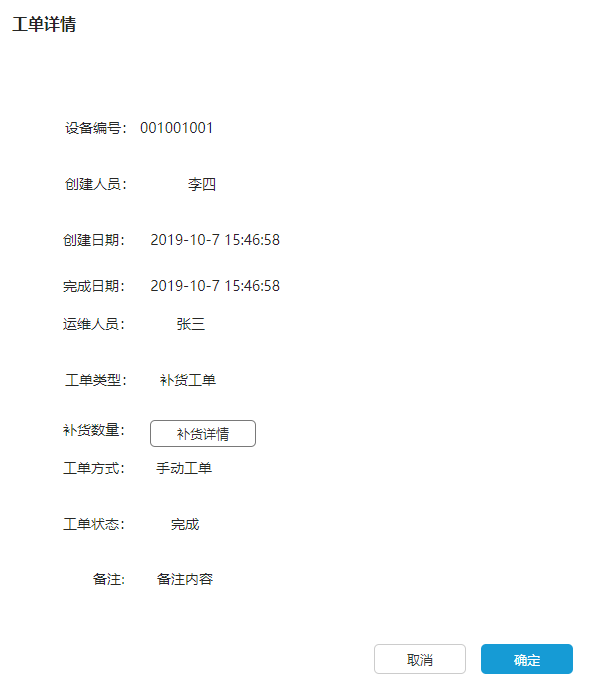 工单详情
设备编号： 001001001
创建人员： 李四
创建日期： 2019-10-7 15:46:58
完成日期： 2019-10-7 15:46:58
运维人员： 张三
工单类型： 补货工单
补货数量： 补货详情
工单方式： 手动工单
工单状态： 完成
备注: 备注内容
取消 确定